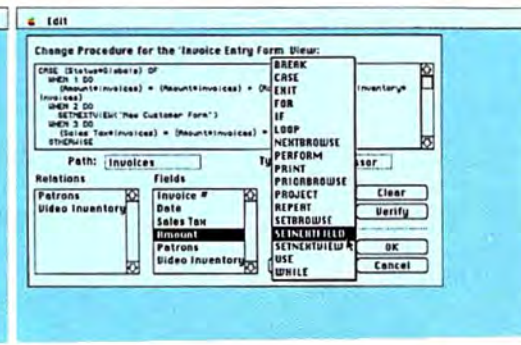 Edit
Change Procedure for the 'Invoice Entry Form' View:
CASE (Status*Globals) OF
WHEN 1 DO
(Amount*invoices) = (Amount*invoices) +
inventory*
invoices)
WHEN 2 DO
SETNEXTVIEW("New Customer Form")
WHEN 3 DO
(Sales Tax*invoices) = (Amount*invoices)
OTHERWISE
BREAK
CASE
EXIT
FOR
IF
LOOP
NEXTBROWSE
PERFORM
PRINT
PRIORBROWSE
PROJECT
REPEAT
SETBROWSE
SETNEXTFIELD
SETNEXTVIEW
USE
WHILE
Path: Invoices
Relations
Patrons
Video Inventory
Fields
Invoice #
Date
Sales Tax
Amount
Patrons
Video Inventory
Clear
Verify
OK
Cancel